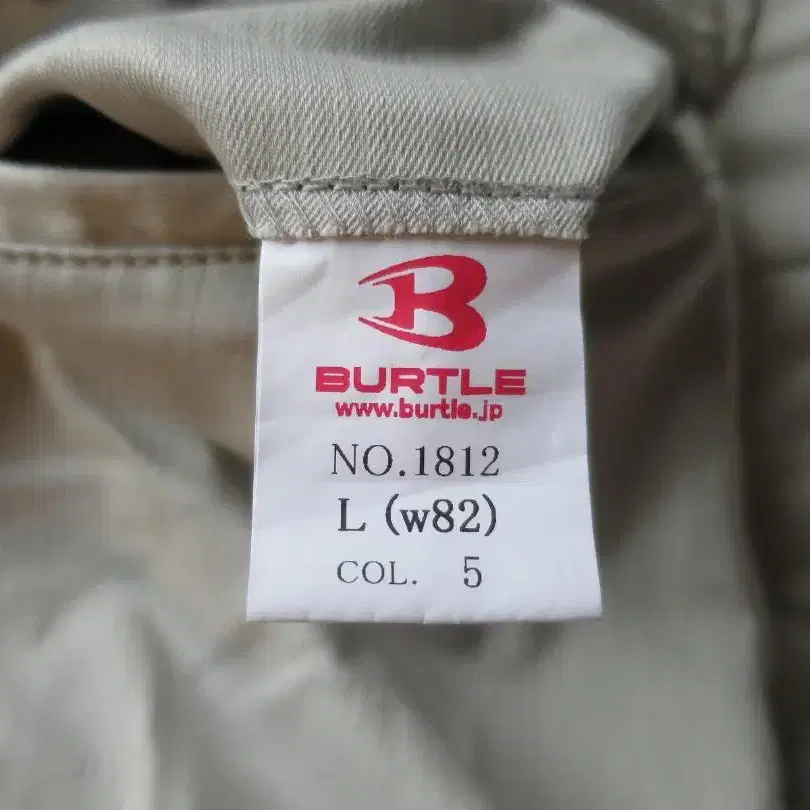 BURTLE
www.burtle.jp
NO.1812
L (w82)
COL. 5